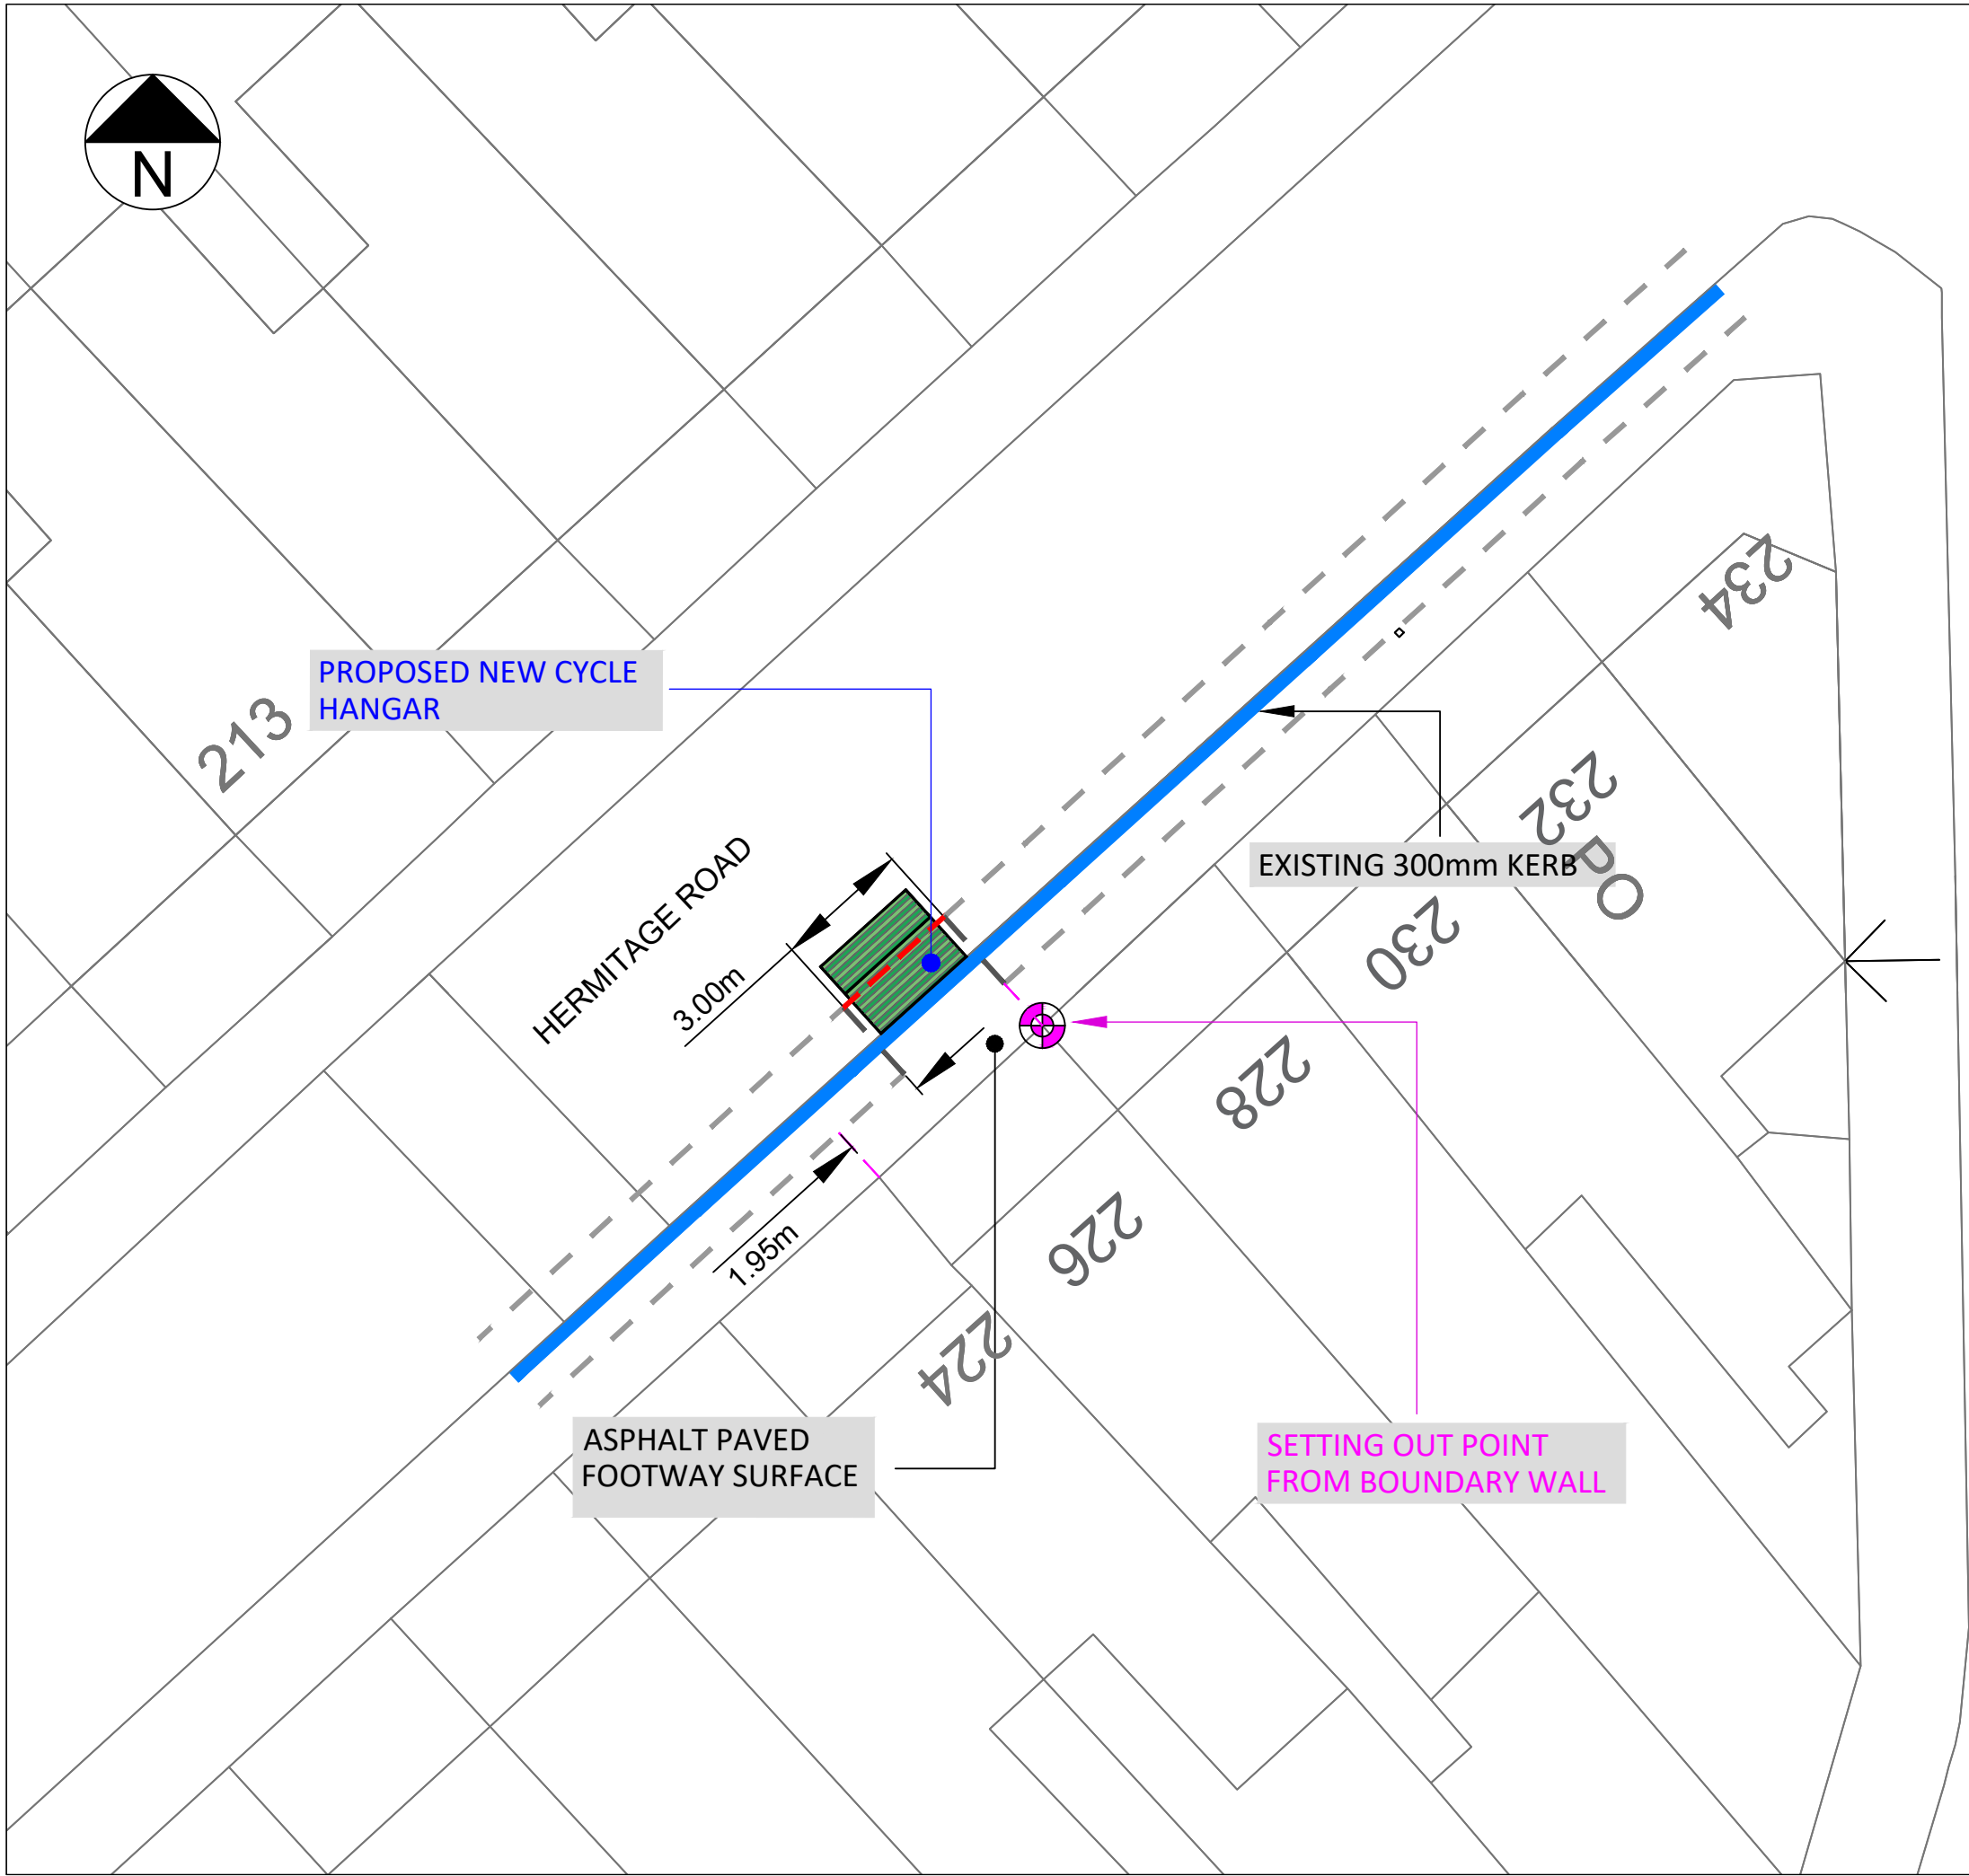 N
234
PROPOSED NEW CYCLE
HANGAR
213
232
EXISTING 300mm KERB
PO
HERMITAGE ROAD
230
3.00m
228
226
1.95m
224
ASPHALT PAVED
FOOTWAY SURFACE
SETTING OUT POINT
FROM BOUNDARY WALL